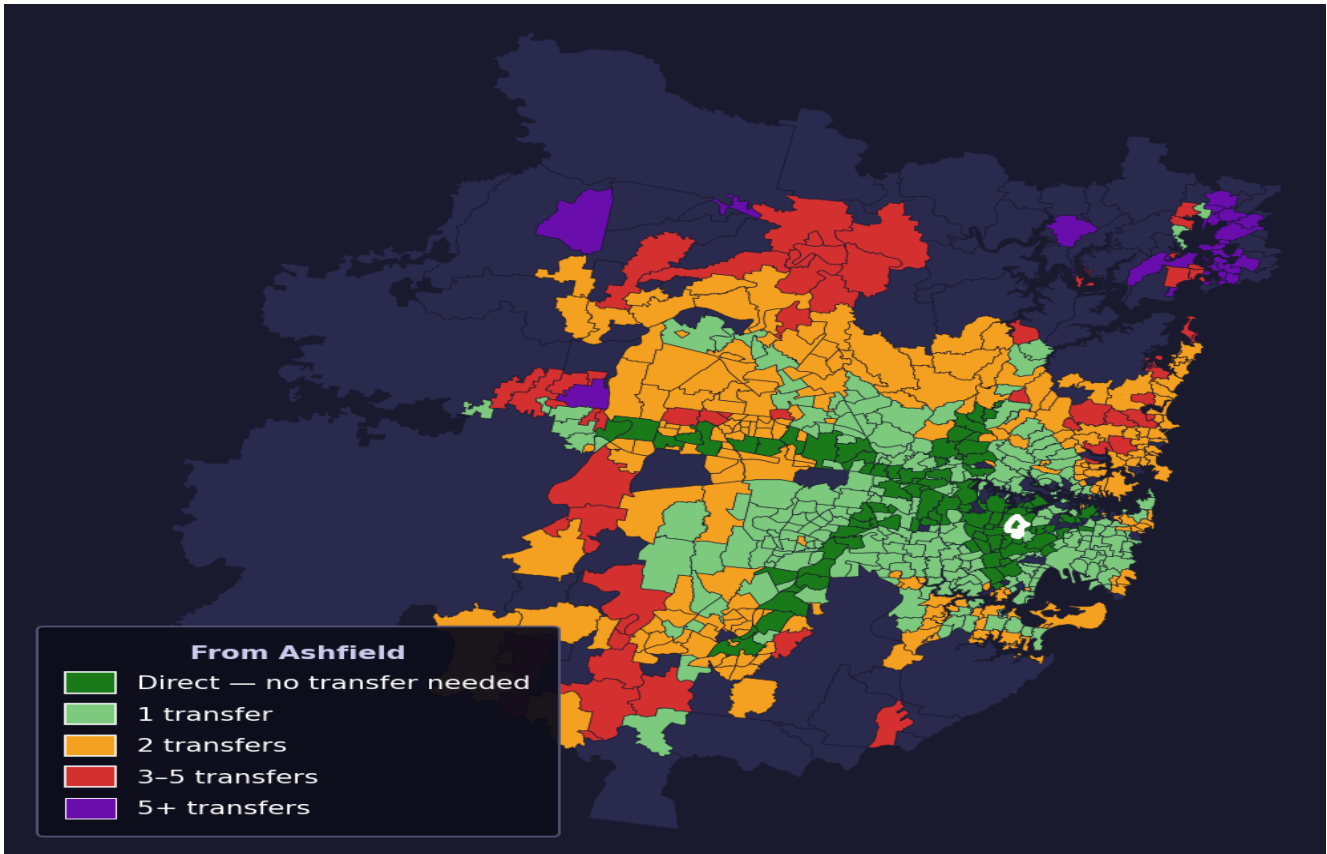 From Ashfield
Direct — no transfer needed
1 transfer
2 transfers
3–5 transfers
5+ transfers